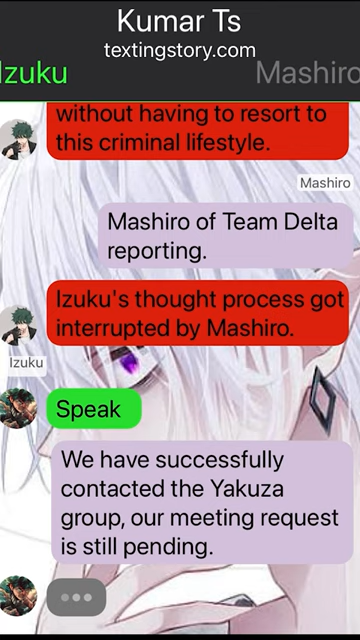 Kumar Ts
textingstory.com
Izuku
Mashiro
without having to resort to
this criminal lifestyle.
Mashiro
Mashiro of Team Delta
reporting.
Izuku's thought process got
interrupted by Mashiro.
Izuku
Speak
We have successfully
contacted the Yakuza
group, our meeting request
is still pending.